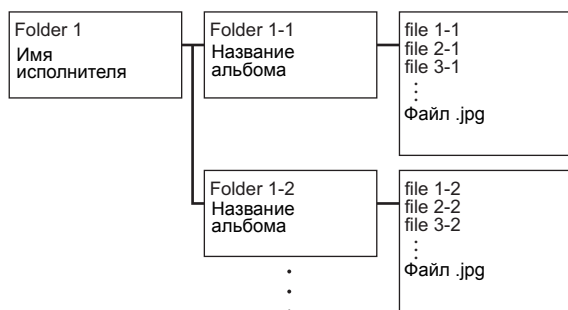 Folder 1
Имя
исполнителя
Folder 1-1
Название
альбома
file 1-1
file 2-1
file 3-1
⋮
Файл .jpg
Folder 1-2
Название
альбома
file 1-2
file 2-2
file 3-2
⋮
Файл .jpg
⋮